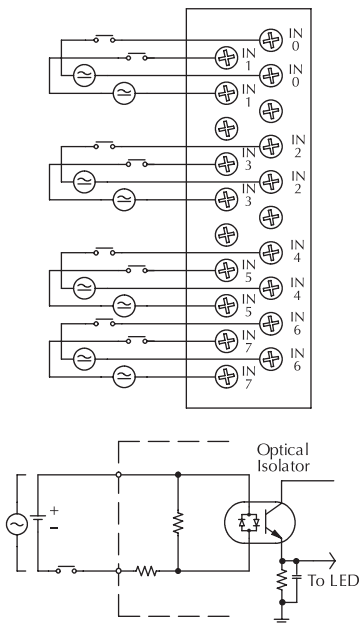 IN
0
IN
1
IN
0
IN
1
IN
2
IN
3
IN
2
IN
3
IN
4
IN
5
IN
4
IN
5
IN
6
IN
7
IN
6
IN
7
Optical
Isolator
+
-
To LED